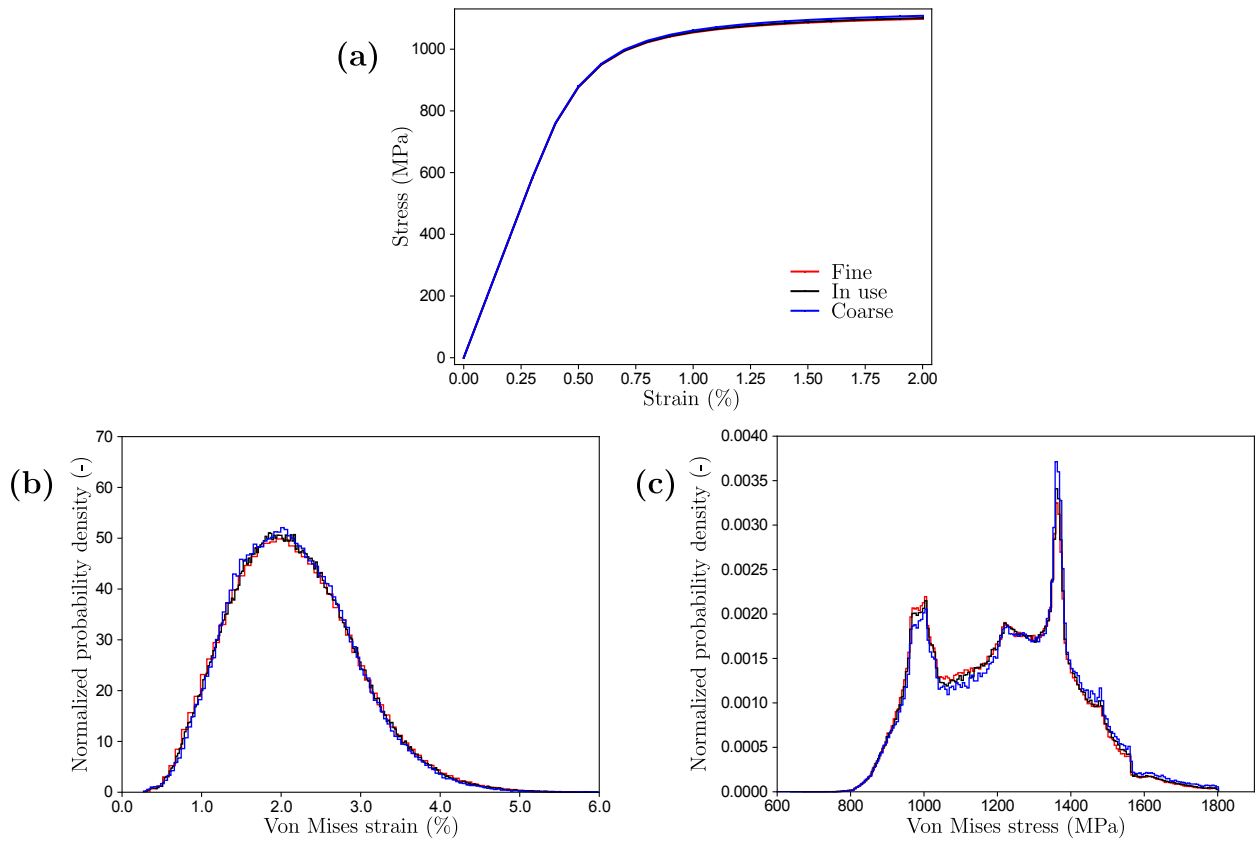 (a)
Stress (MPa)
1000
800
600
400
200
0
Fine
In use
Coarse
0.00 0.25 0.50 0.75 1.00 1.25 1.50 1.75 2.00
Strain (%)
(b)
Normalized probability density (-)
70
60
50
40
30
20
10
0
0.0 1.0 2.0 3.0 4.0 5.0 6.0
Von Mises strain (%)
(c)
Normalized probability density (-)
0.0040
0.0035
0.0030
0.0025
0.0020
0.0015
0.0010
0.0005
0.0000
600 800 1000 1200 1400 1600 1800
Von Mises stress (MPa)